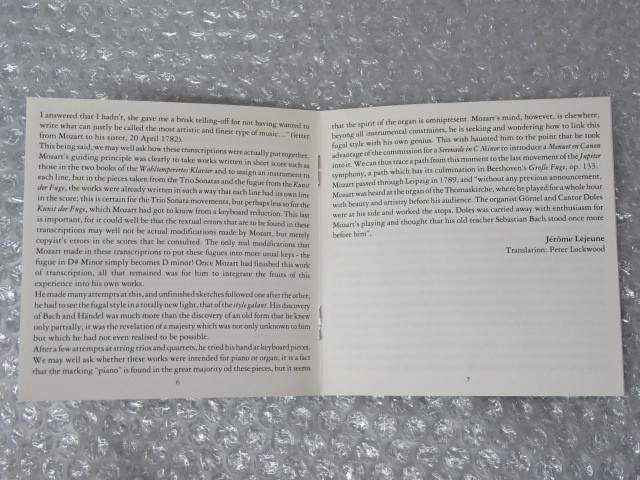 I answered that I hadn't, she gave me a brisk telling-off for not having wanted to
write what can justly he called the most artistic and finest type of music..." (letter
from Mozart to his sister, 20 April 1782).
This being said, we may well ask how these transcriptions were actually put together.
Mozart's guiding principle was clearly to take works written in short score such as
those in the two books of the Wohltemperirtes Klavier and to assign an instrument to
each line, but in the pieces taken from the Trio Sonatas and the fugue from the Kunst
der Fuge, the works were already written in such a way that each line had its own line
in the score; this is certain for the Trio Sonata movements, but perhaps less so for the
Kunst der Fuge, which Mozart had got to know from a keyboard reduction. This last
is important, for it could well be that the textual errors that are to be found in these
transcriptions may well not be actual modifications made by Mozart, but merely
copyist's errors in the scores that he consulted. The only real modifications that
Mozart made in these transcriptions to put these fugues into more usual keys - the
fugue in D# Minor simply becomes D minor! Once Mozart had finished this work
of transcription, all that remained was for him to integrate the fruits of this
experience into his own works.
He made many attempts at this, and unfinished sketches followed one after the other;
he had to see the fugal style in a totally new light, that of the style galant. His discovery
of Bach and Händel was much more than the discovery of an old form that he knew
only partially, it was the revelation of a majesty which was not only unknown to him
but which he had not even realised to be possible.
After a few attempts at string trios and quartets, he tried his hand at keyboard pieces.
We may well ask whether these works were intended for piano or organ; it is a fact
that the marking "piano" is found in the great majority od these pieces, but it seems
6
that the spirit of the organ is omnipresent. Mozart's mind, however, is elsewhere;
beyong all instrumental constraints, he is seeking and wondering how to link this
fugal style with his own genius. This wish haunted him to the point that he took
advantage of the commission for a Serenade in C Minor to introduce a Manuet in Canon
into it. We can thus trace a path from this moment to the last movement of the Jupiter
symphony, a path which has its culmination in Beethoven's Große Fuge, op. 133.
Mozart passed through Leipzig in 1789, and "without any previous announcement,
Mozart was heard at the organ of the Thomaskirche, where he played for a whole hour
with beauty and artistry before his audience. The organist Görnel and Cantor Doles
were at his side and worked the stops. Doles was carried away with enthusiasm for
Mozart's playing and thought that his old teacher Sebastian Bach stood once more
before him".
Jérôme Lejeune
Translation: Peter Lockwood
7